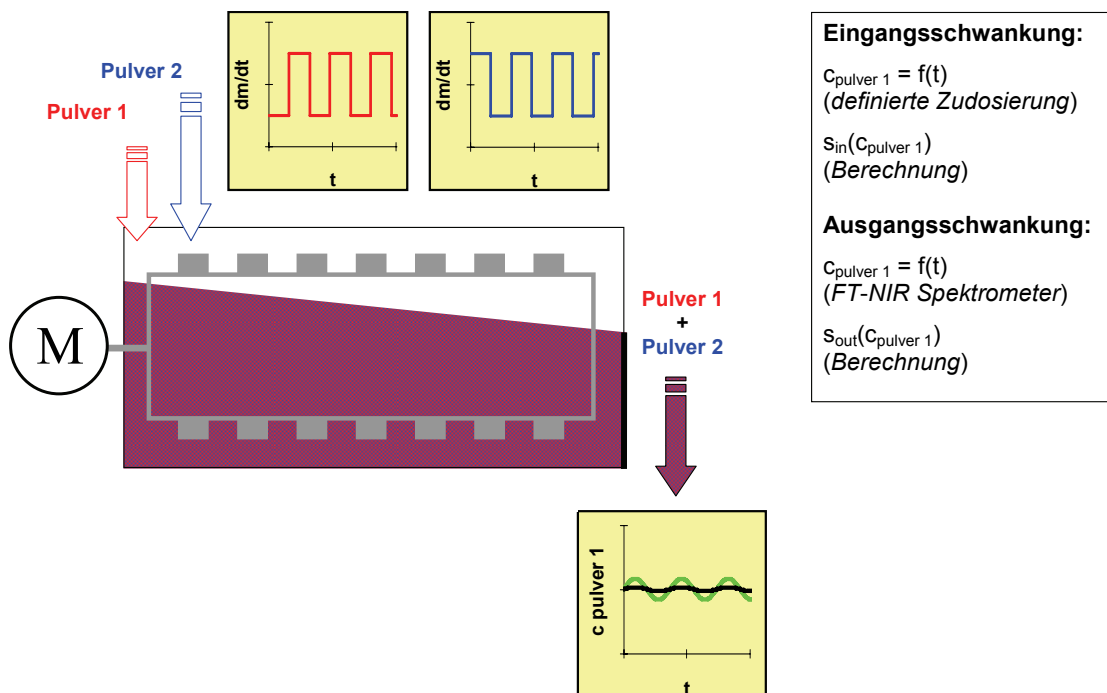 Pulver 2
Pulver 1
dm/dt
t
dm/dt
t
M
Pulver 1
+
Pulver 2
c pulver 1
t
Eingangsschwankung:
cpulver 1 = f(t)
(definierte Zudosierung)
sin(cpulver 1)
(Berechnung)
Ausgangsschwankung:
cpulver 1 = f(t)
(FT-NIR Spektrometer)
sout(cpulver 1)
(Berechnung)